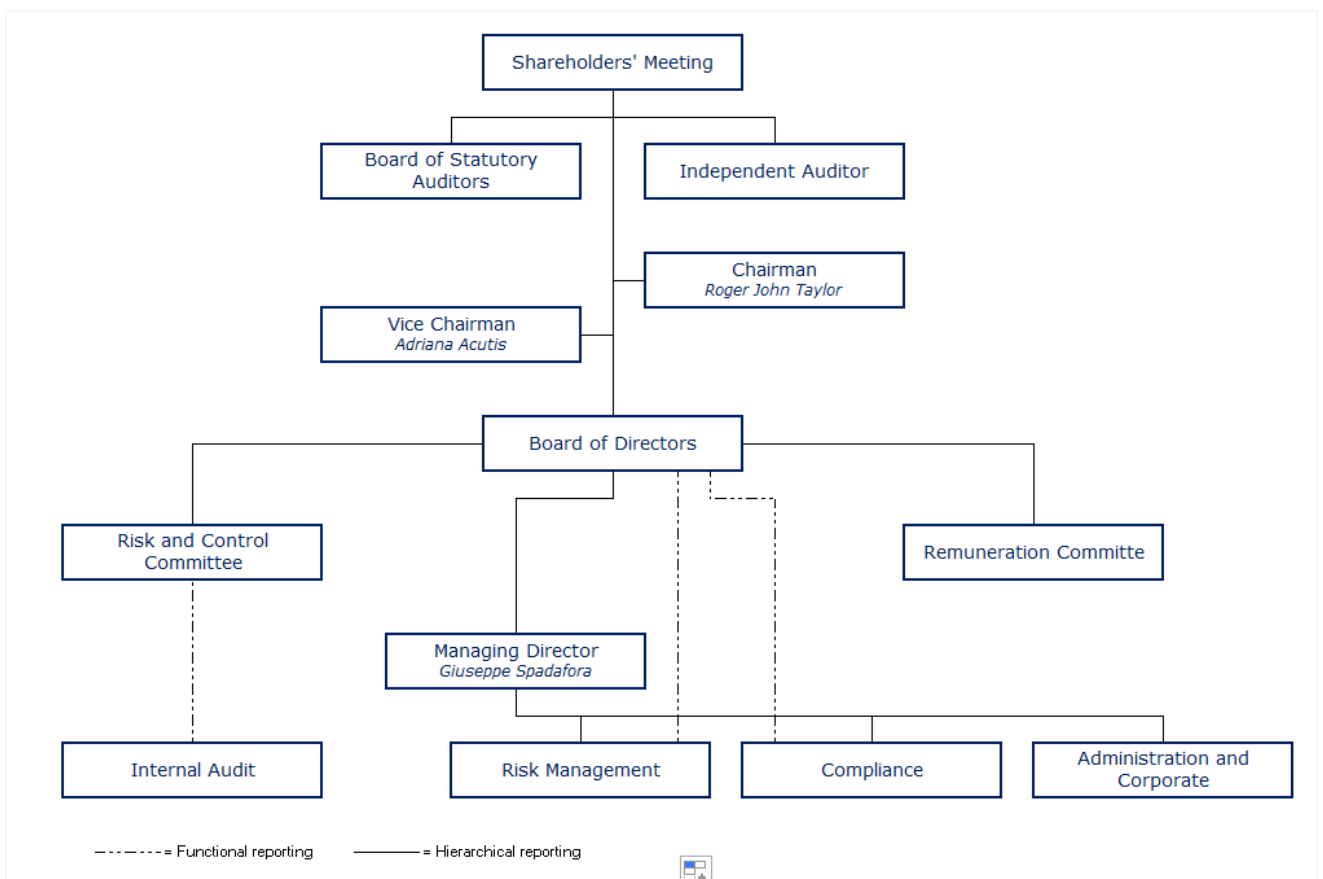 Shareholders' Meeting
Board of Statutory
Auditors
Independent Auditor
Chairman
Roger John Taylor
Vice Chairman
Adriana Acutis
Board of Directors
Risk and Control
Committee
Remuneration Committe
Managing Director
Giuseppe Spadafora
Internal Audit
Risk Management
Compliance
Administration and
Corporate
= Functional reporting
= Hierarchical reporting